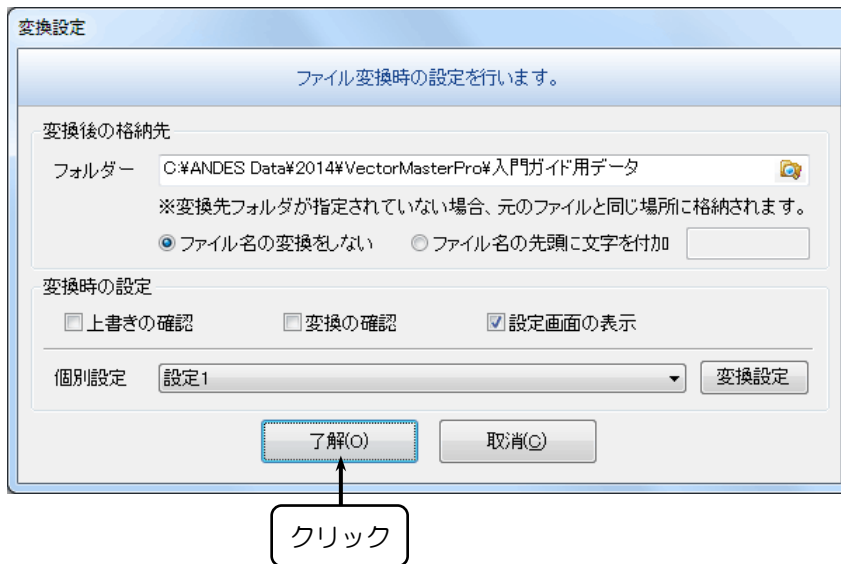 変換設定
ファイル変換時の設定を行います。
変換後の格納先
フォルダー C:¥ANDES Data¥2014¥VectorMasterPro¥入門ガイド用データ
※変換先フォルダが指定されていない場合、元のファイルと同じ場所に格納されます。
ファイル名の変換をしない ファイル名の先頭に文字を付加
変換時の設定
上書きの確認 変換の確認 設定画面の表示
個別設定 設定1 変換設定
了解(O) 取消(C)
クリック